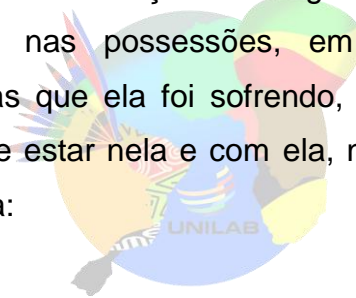 nas possessões, em
as que ela foi sofrendo,
e estar nela e com ela, n
a:
UNILAB